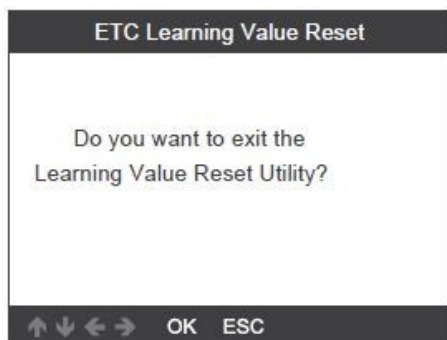 ETC Learning Value Reset
Do you want to exit the
Learning Value Reset Utility?
OK ESC